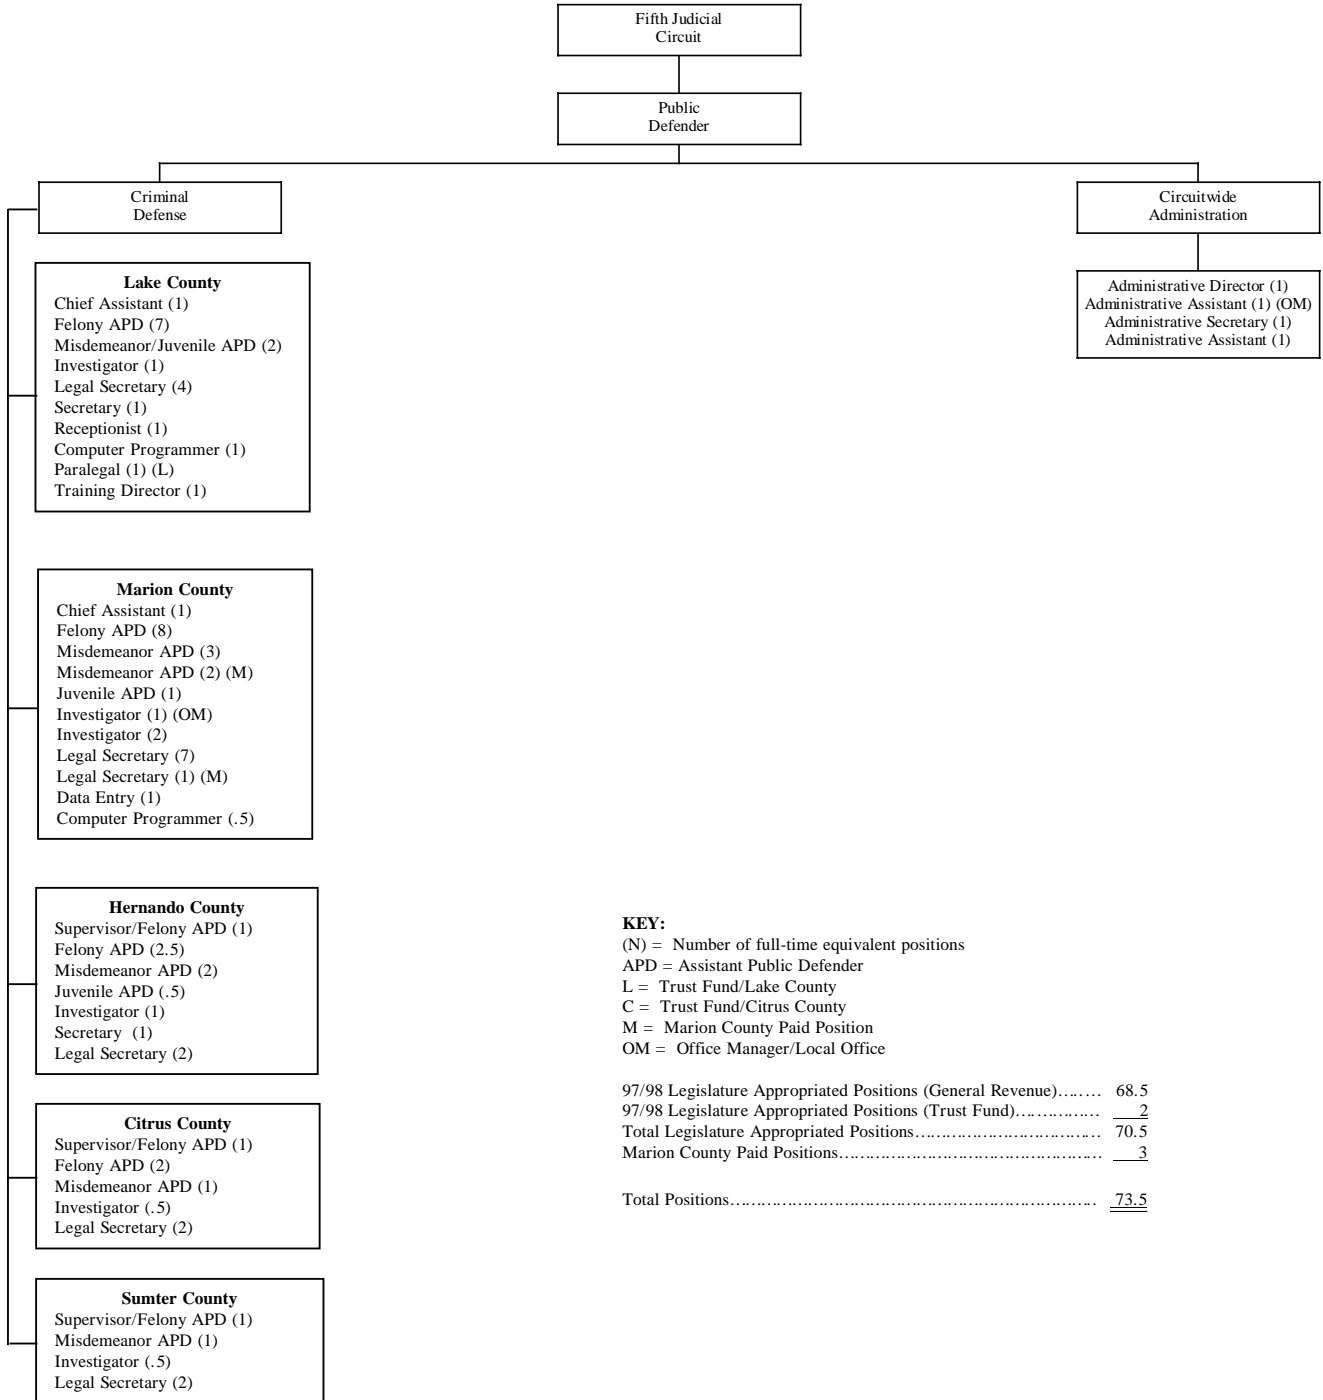 Fifth Judicial
Circuit
Public
Defender
Criminal
Defense
Circuitwide
Administration
Administrative Director (1)
Administrative Assistant (1) (OM)
Administrative Secretary (1)
Administrative Assistant (1)
Lake County
Chief Assistant (1)
Felony APD (7)
Misdemeanor/Juvenile APD (2)
Investigator (1)
Legal Secretary (4)
Secretary (1)
Receptionist (1)
Computer Programmer (1)
Paralegal (1) (L)
Training Director (1)
Marion County
Chief Assistant (1)
Felony APD (8)
Misdemeanor APD (3)
Misdemeanor APD (2) (M)
Juvenile APD (1)
Investigator (1) (OM)
Investigator (2)
Legal Secretary (7)
Legal Secretary (1) (M)
Data Entry (1)
Computer Programmer (.5)
Hernando County
Supervisor/Felony APD (1)
Felony APD (2.5)
Misdemeanor APD (2)
Juvenile APD (.5)
Investigator (1)
Secretary (1)
Legal Secretary (2)
Citrus County
Supervisor/Felony APD (1)
Felony APD (2)
Misdemeanor APD (1)
Investigator (.5)
Legal Secretary (2)
Sumter County
Supervisor/Felony APD (1)
Misdemeanor APD (1)
Investigator (.5)
Legal Secretary (2)
KEY:
(N) = Number of full-time equivalent positions
APD = Assistant Public Defender
L = Trust Fund/Lake County
C = Trust Fund/Citrus County
M = Marion County Paid Position
OM = Office Manager/Local Office
97/98 Legislature Appropriated Positions (General Revenue)........ 68.5
97/98 Legislature Appropriated Positions (Trust Fund)................ 2
Total Legislature Appropriated Positions................................... 70.5
Marion County Paid Positions.................................................. 3
Total Positions...................................................................... 73.5